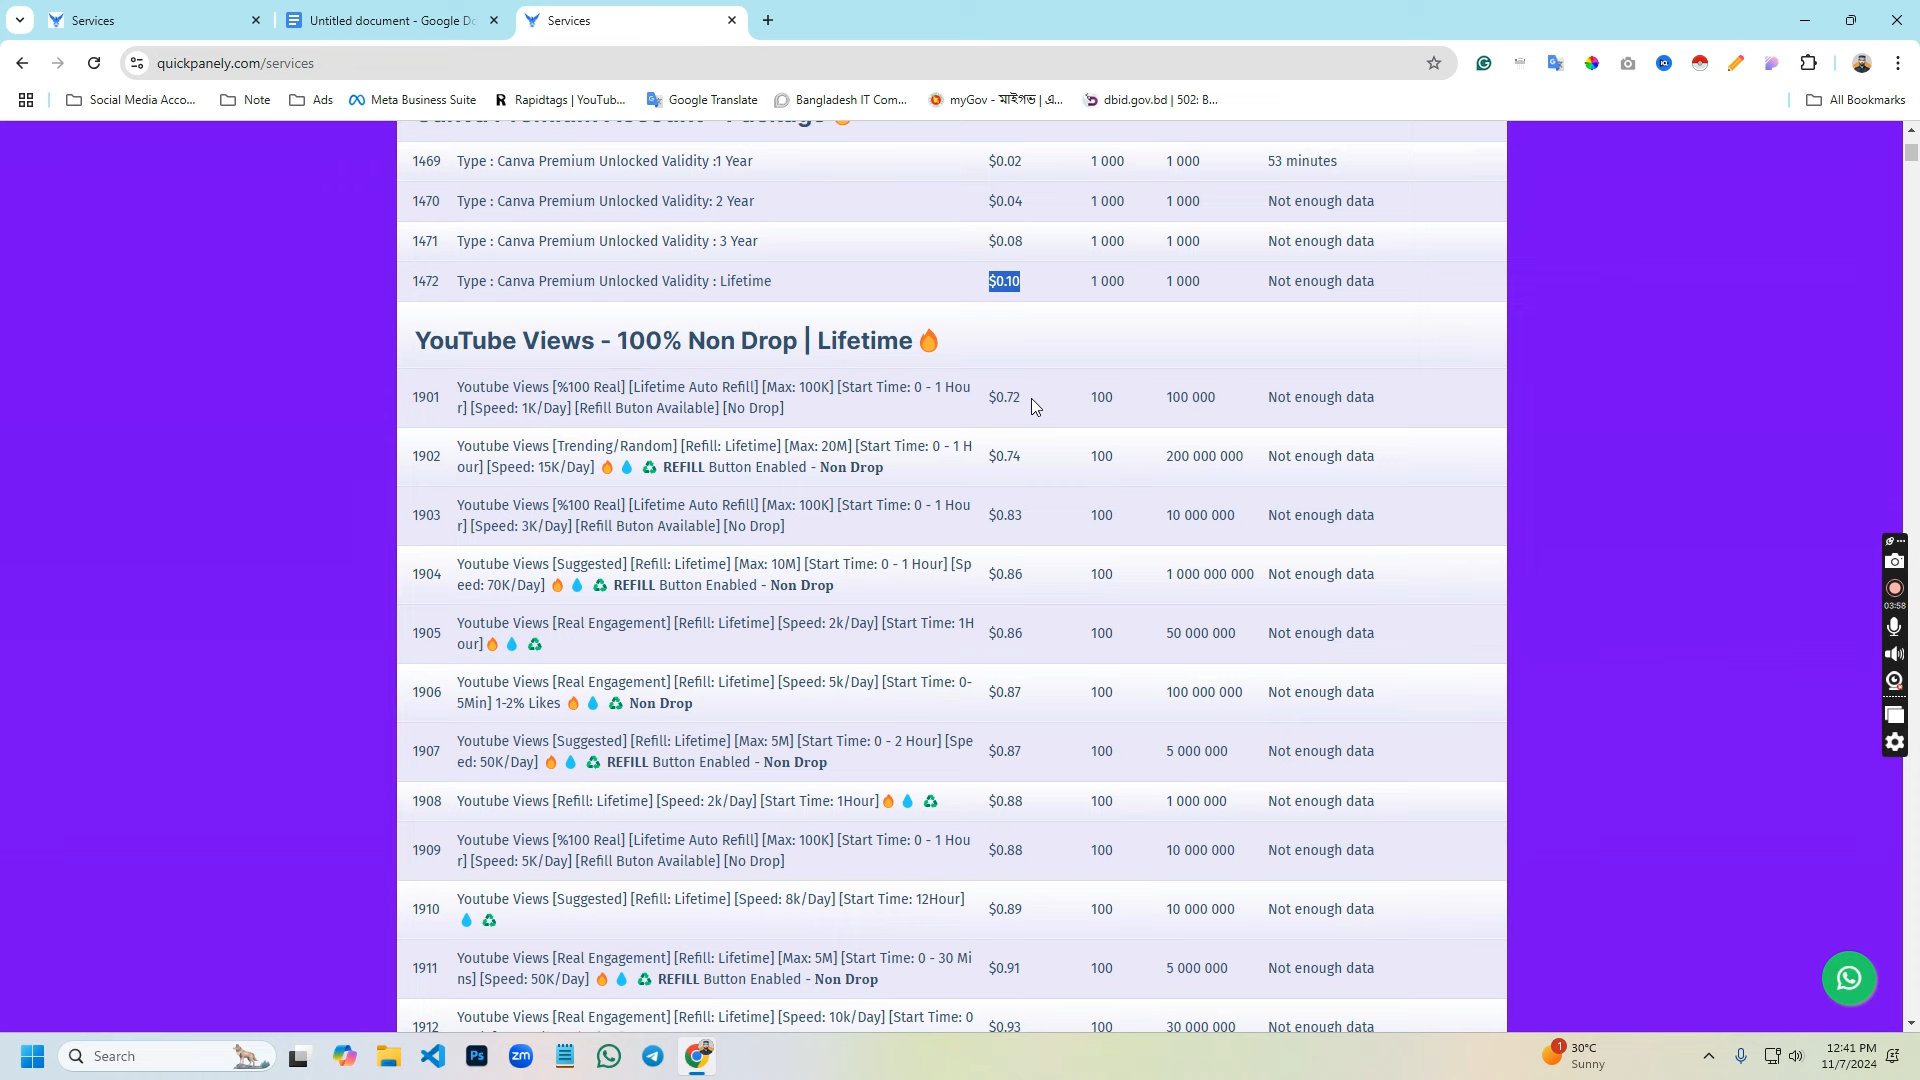 Services
Untitled document - Google Do
Services
quickpanely.com/services
Social Media Acco...
Note
Ads
Meta Business Suite
Rapidtags | YouTub...
Google Translate
Bangladesh IT Com...
myGov - মাইগভ | এ...
dbid.gov.bd | 502: B...
All Bookmarks
1469 Type : Canva Premium Unlocked Validity :1 Year $0.02 1 000 1 000 53 minutes
1470 Type : Canva Premium Unlocked Validity: 2 Year $0.04 1 000 1 000 Not enough data
1471 Type : Canva Premium Unlocked Validity : 3 Year $0.08 1 000 1 000 Not enough data
1472 Type : Canva Premium Unlocked Validity : Lifetime $0.10 1 000 1 000 Not enough data
YouTube Views - 100% Non Drop | Lifetime🔥
1901 Youtube Views [%100 Real] [Lifetime Auto Refill] [Max: 100K] [Start Time: 0 - 1 Hou
r] [Speed: 1K/Day] [Refill Buton Available] [No Drop] $0.72 100 100 000 Not enough data
1902 Youtube Views [Trending/Random] [Refill: Lifetime] [Max: 20M] [Start Time: 0 - 1 H
our] [Speed: 15K/Day] 🔥 💧 ♻️ REFILL Button Enabled - Non Drop $0.74 100 200 000 000 Not enough data
1903 Youtube Views [%100 Real] [Lifetime Auto Refill] [Max: 100K] [Start Time: 0 - 1 Hou
r] [Speed: 3K/Day] [Refill Buton Available] [No Drop] $0.83 100 10 000 000 Not enough data
1904 Youtube Views [Suggested] [Refill: Lifetime] [Max: 10M] [Start Time: 0 - 1 Hour] [Sp
eed: 70K/Day] 🔥 💧 ♻️ REFILL Button Enabled - Non Drop $0.86 100 1 000 000 000 Not enough data
1905 Youtube Views [Real Engagement] [Refill: Lifetime] [Speed: 2k/Day] [Start Time: 1H
our]🔥 💧 ♻️ $0.86 100 50 000 000 Not enough data
1906 Youtube Views [Real Engagement] [Refill: Lifetime] [Speed: 5k/Day] [Start Time: 0-
5Min] 1-2% Likes 🔥 💧 ♻️ Non Drop $0.87 100 100 000 000 Not enough data
1907 Youtube Views [Suggested] [Refill: Lifetime] [Max: 5M] [Start Time: 0 - 2 Hour] [Spe
ed: 50K/Day] 🔥 💧 ♻️ REFILL Button Enabled - Non Drop $0.87 100 5 000 000 Not enough data
1908 Youtube Views [Refill: Lifetime] [Speed: 2k/Day] [Start Time: 1Hour]🔥 💧 ♻️ $0.88 100 1 000 000 Not enough data
1909 Youtube Views [%100 Real] [Lifetime Auto Refill] [Max: 100K] [Start Time: 0 - 1 Hou
r] [Speed: 5K/Day] [Refill Buton Available] [No Drop] $0.88 100 10 000 000 Not enough data
1910 Youtube Views [Suggested] [Refill: Lifetime] [Speed: 8k/Day] [Start Time: 12Hour]
💧 ♻️ $0.89 100 10 000 000 Not enough data
1911 Youtube Views [Real Engagement] [Refill: Lifetime] [Max: 5M] [Start Time: 0 - 30 Mi
ns] [Speed: 50K/Day] 🔥 💧 ♻️ REFILL Button Enabled - Non Drop $0.91 100 5 000 000 Not enough data
1912 Youtube Views [Real Engagement] [Refill: Lifetime] [Speed: 10k/Day] [Start Time: 0 $0.93 100 30 000 000 Not enough data
03:58
Search
Ps
zm
1
30°C
Sunny
12:41 PM
11/7/2024